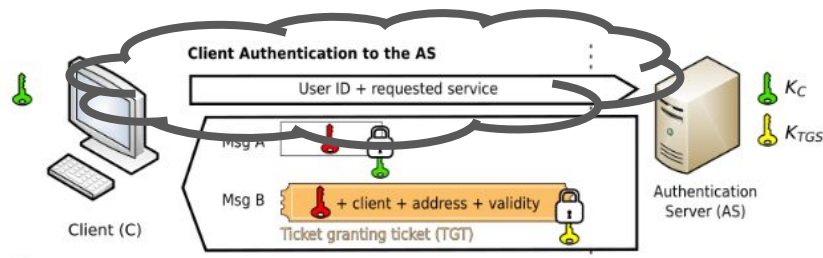 Client Authentication to the AS
User ID + requested service
K_C
K_TGS
Msg A
Msg B
+ client + address + validity
Ticket granting ticket (TGT)
Client (C)
Authentication
Server (AS)